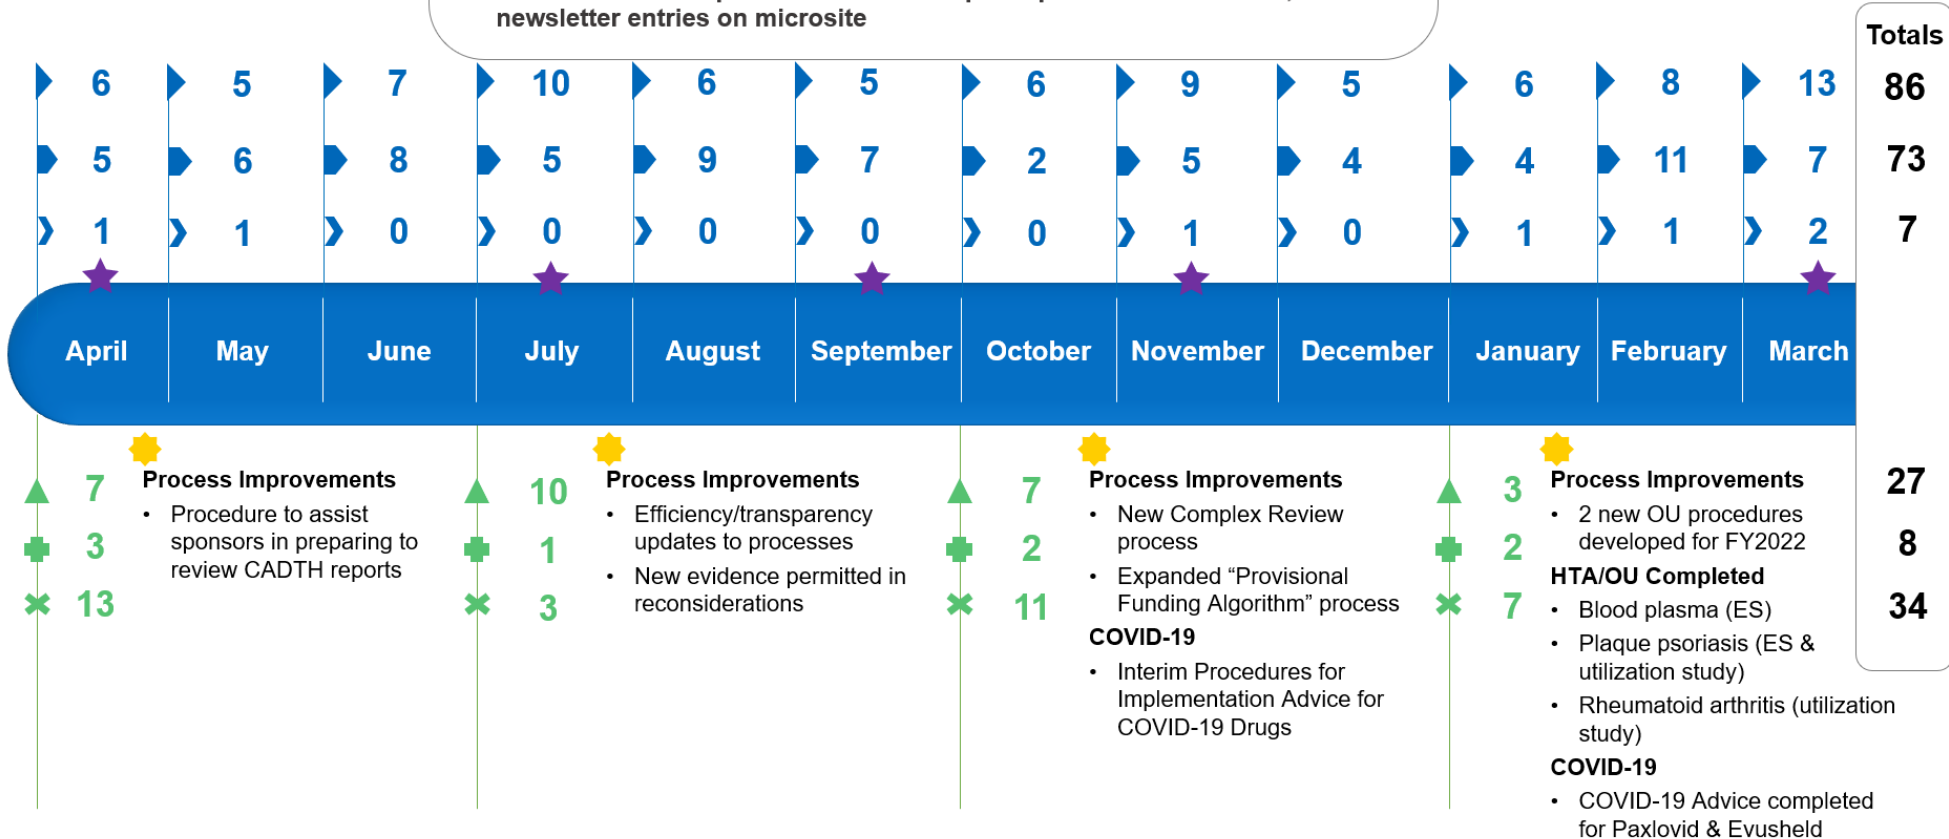 newsletter entries on microsite
Totals
6 5 7 10 6 5 6 9 5 6 8 13 86
5 6 8 5 9 7 2 5 4 4 11 7 73
1 1 0 0 0 0 0 1 0 1 1 2 7
April May June July August September October November December January February March
7 10 7 3 27
3 1 2 2 8
13 3 11 7 34
Process Improvements
• Procedure to assist
sponsors in preparing to
review CADTH reports
Process Improvements
• Efficiency/transparency
updates to processes
• New evidence permitted in
reconsiderations
Process Improvements
• New Complex Review
process
• Expanded “Provisional
Funding Algorithm” process
COVID-19
• Interim Procedures for
Implementation Advice for
COVID-19 Drugs
Process Improvements
• 2 new OU procedures
developed for FY2022
HTA/OU Completed
• Blood plasma (ES)
• Plaque psoriasis (ES &
utilization study)
• Rheumatoid arthritis (utilization
study)
COVID-19
• COVID-19 Advice completed
for Paxlovid & Evusheld